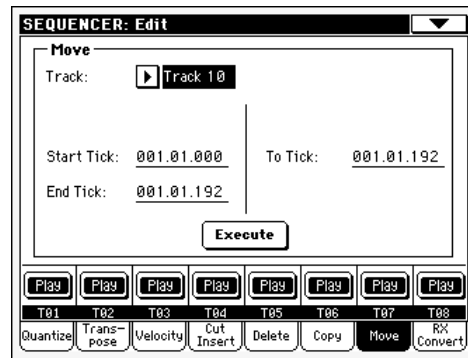 SEQUENCER: Edit
Move
Track: Track 10
Start Tick: 001.01.000 To Tick: 001.01.192
End Tick: 001.01.192
Execute
Play Play Play Play Play Play Play Play
T01 T02 T03 T04 T05 T06 T07 T08
Quantize Trans-pose Velocity Cut Insert Delete Copy Move RX Convert